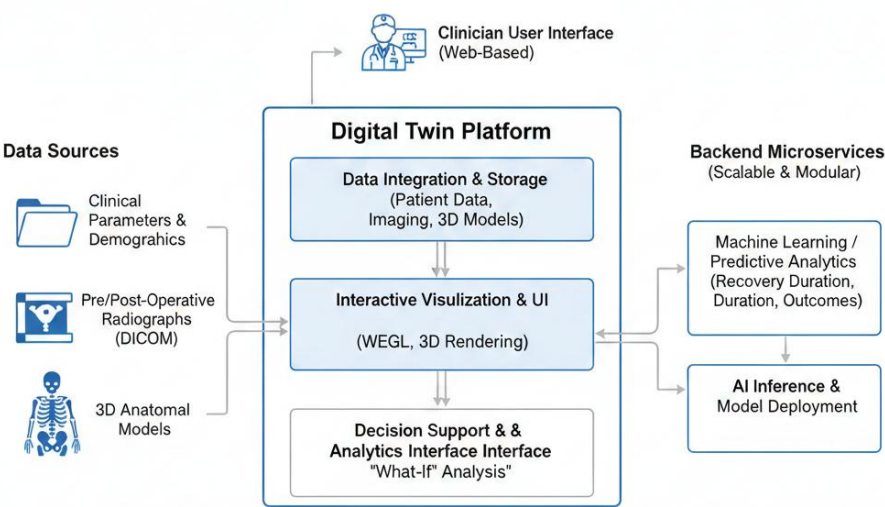 Clinician User Interface
(Web-Based)
Digital Twin Platform
Data Sources
Clinical
Parameters &
Demograhics
Pre/Post-Operative
Radiographs
(DICOM)
3D Anatomal
Models
Data Integration & Storage
(Patient Data,
Imaging, 3D Models)
Interactive Visulization & UI
(WEGL, 3D Rendering)
Decision Support & &
Analytics Interface Interface
"What-If" Analysis"
Backend Microservices
(Scalable & Modular)
Machine Learning /
Predictive Analytics
(Recovery Duration,
Duration, Outcomes)
AI Inference &
Model Deployment